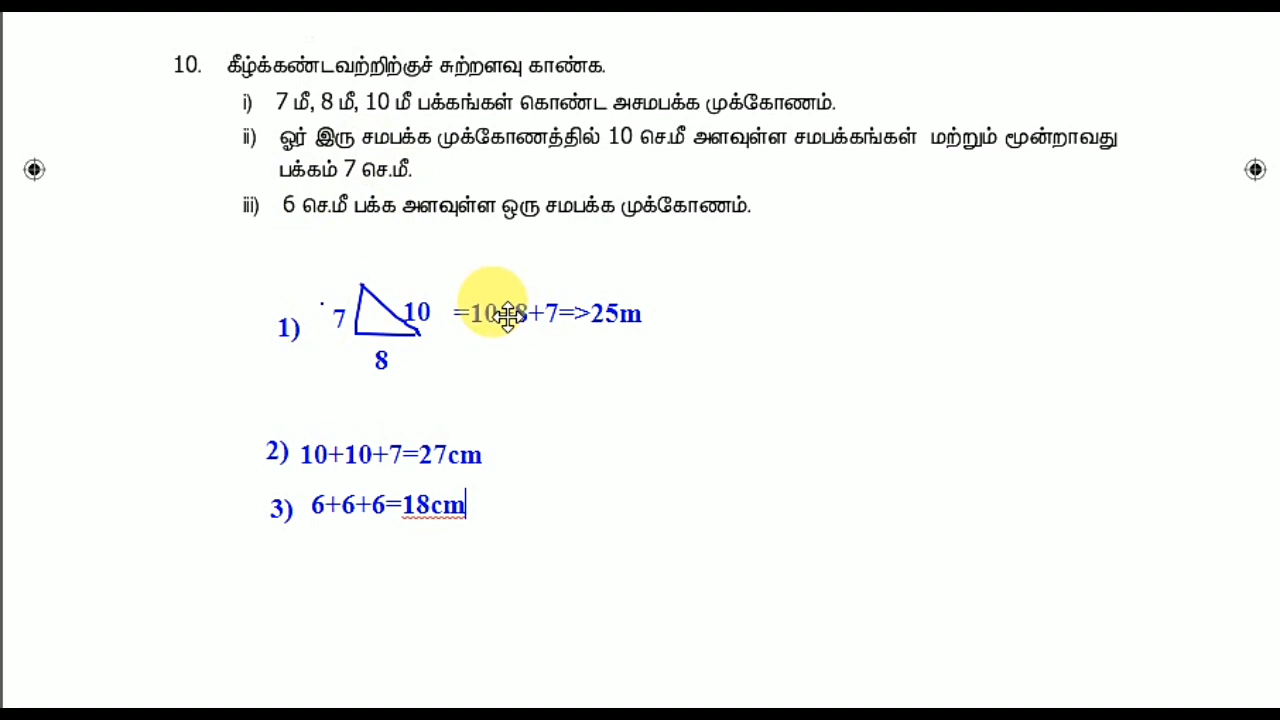 10. கீழ்க்கண்டவற்றிற்குச் சுற்றளவு காண்க.
i) 7 மீ, 8 மீ, 10 மீ பக்கங்கள் கொண்ட அசமபக்க முக்கோணம்.
ii) ஓர் இரு சமபக்க முக்கோணத்தில் 10 செ.மீ அளவுள்ள சமபக்கங்கள் மற்றும் மூன்றாவது
பக்கம் 7 செ.மீ.
iii) 6 செ.மீ பக்க அளவுள்ள ஒரு சமபக்க முக்கோணம்.
1) 7 10 =10+8+7=>25m
8
2) 10+10+7=27cm
3) 6+6+6=18cm